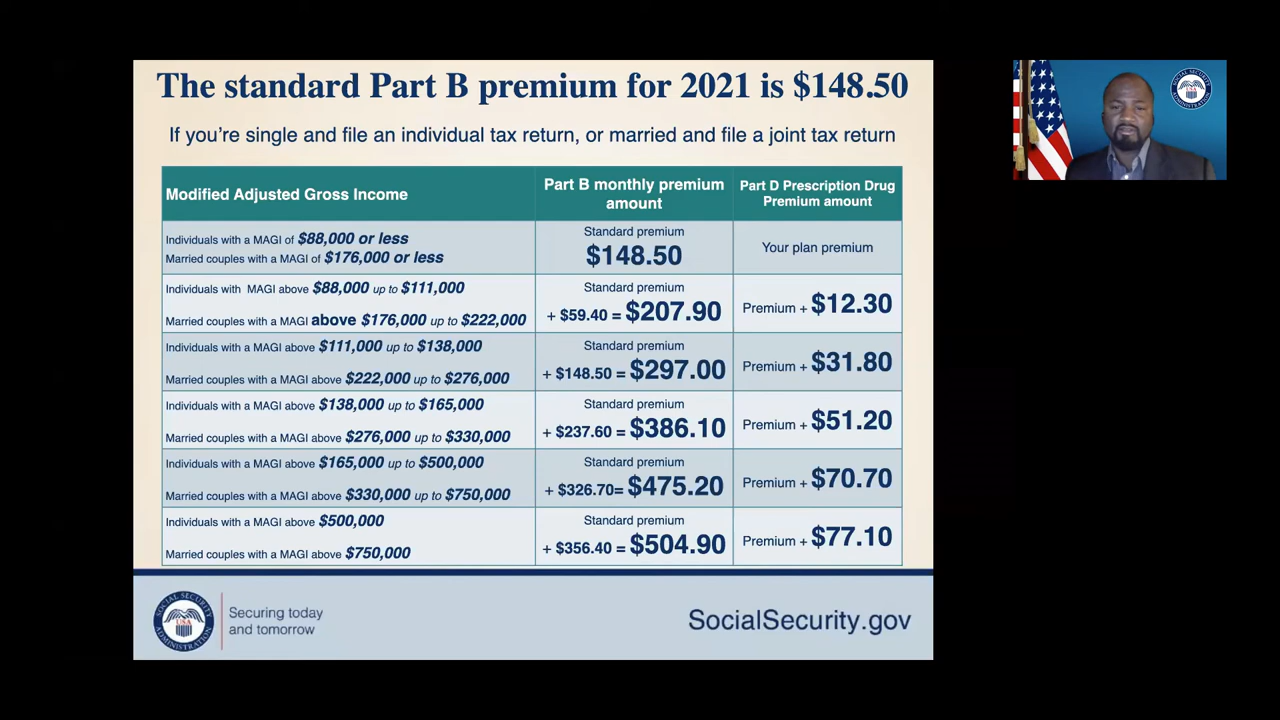 The standard Part B premium for 2021 is $148.50
If you're single and file an individual tax return, or married and file a joint tax return
Modified Adjusted Gross Income
Part B monthly premium
amount
Part D Prescription Drug
Premium amount
Individuals with a MAGI of $88,000 or less
Married couples with a MAGI of $176,000 or less
Standard premium
$148.50
Your plan premium
Individuals with MAGI above $88,000 up to $111,000
Married couples with a MAGI above $176,000 up to $222,000
Standard premium
+ $59.40 = $207.90
Premium + $12.30
Individuals with a MAGI above $111,000 up to $138,000
Married couples with a MAGI above $222,000 up to $276,000
Standard premium
+ $148.50 = $297.00
Premium + $31.80
Individuals with a MAGI above $138,000 up to $165,000
Married couples with a MAGI above $276,000 up to $330,000
Standard premium
+ $237.60 = $386.10
Premium + $51.20
Individuals with a MAGI above $165,000 up to $500,000
Married couples with a MAGI above $330,000 up to $750,000
Standard premium
+ $326.70= $475.20
Premium + $70.70
Individuals with a MAGI above $500,000
Married couples with a MAGI above $750,000
Standard premium
+ $356.40 = $504.90
Premium + $77.10
SOCIAL SECURITY
USA
ADMINISTRATION
Securing today
and tomorrow
SocialSecurity.gov
SOCIAL SECURITY
USA
ADMINISTRATION